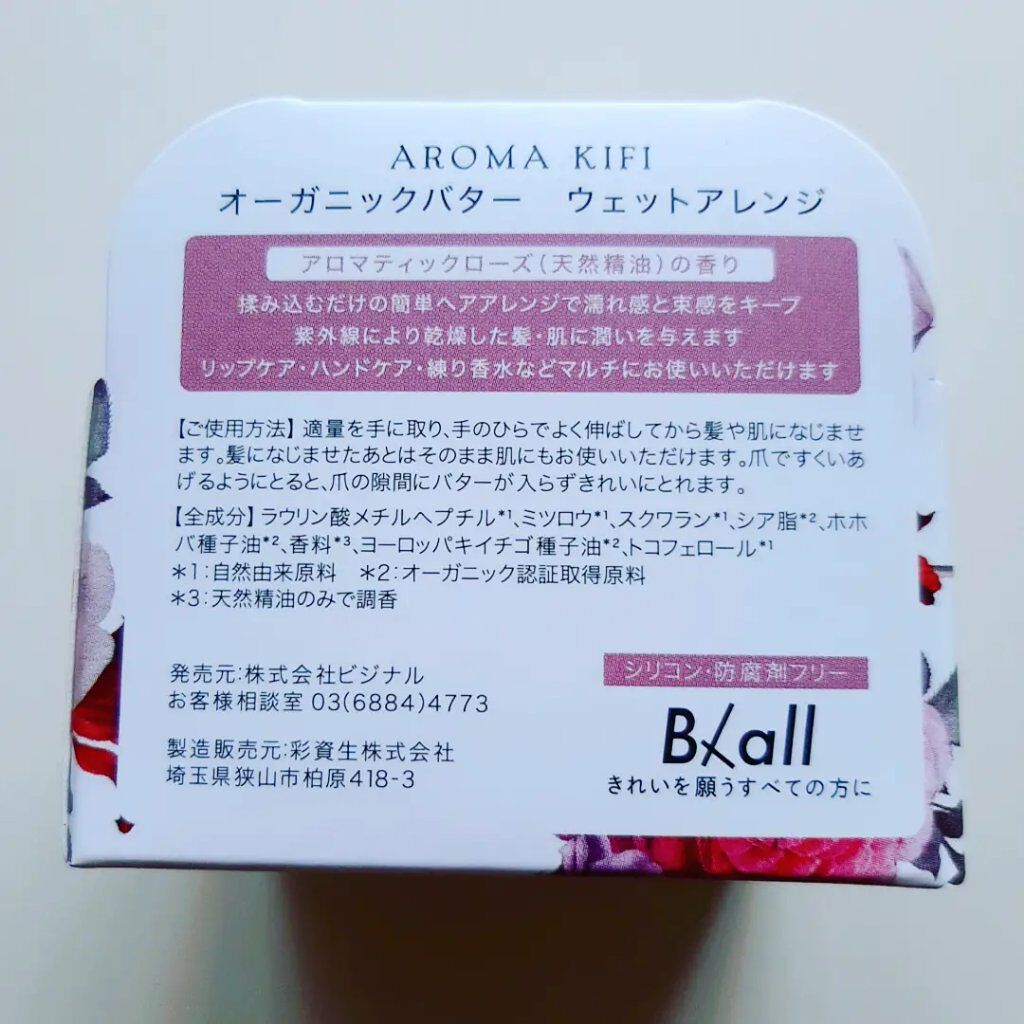 AROMA KIFI
オーガニックバター　ウェットアレンジ
アロマティックローズ(天然精油)の香り
揉み込むだけの簡単ヘアアレンジで濡れ感と束感をキープ
紫外線により乾燥した髪・肌に潤いを与えます
リップケア・ハンドケア・練り香水などマルチにお使いいただけます
【ご使用方法】適量を手に取り、手のひらでよく伸ばしてから髪や肌になじませ
ます。髪になじませたあとはそのまま肌にもお使いいただけます。爪ですくいあ
げるようにとると、爪の隙間にバターが入らずきれいにとれます。
【全成分】ラウリン酸メチルヘプチル*1、ミツロウ*1、スクワラン*1、シア脂*2、ホホ
バ種子油*2、香料*3、ヨーロッパキイチゴ種子油*2、トコフェロール*1
*1:自然由来原料　*2:オーガニック認証取得原料
*3:天然精油のみで調香
発売元:株式会社ビジナル
お客様相談室 03(6884)4773
製造販売元:彩資生株式会社
埼玉県狭山市柏原418-3
シリコン・防腐剤フリー
B/all
きれいを願うすべての方に